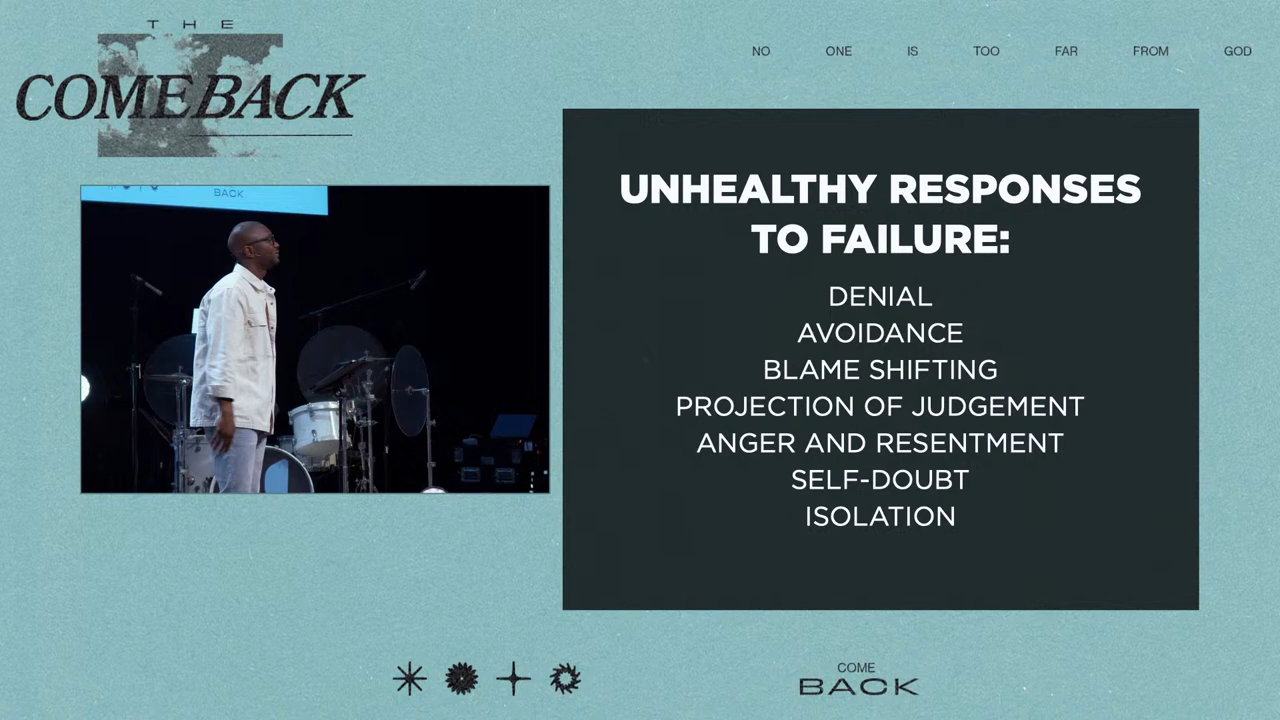 THE
COMEBACK
NO ONE IS TOO FAR FROM GOD
BACK
UNHEALTHY RESPONSES
TO FAILURE:
DENIAL
AVOIDANCE
BLAME SHIFTING
PROJECTION OF JUDGEMENT
ANGER AND RESENTMENT
SELF-DOUBT
ISOLATION
COME
BACK